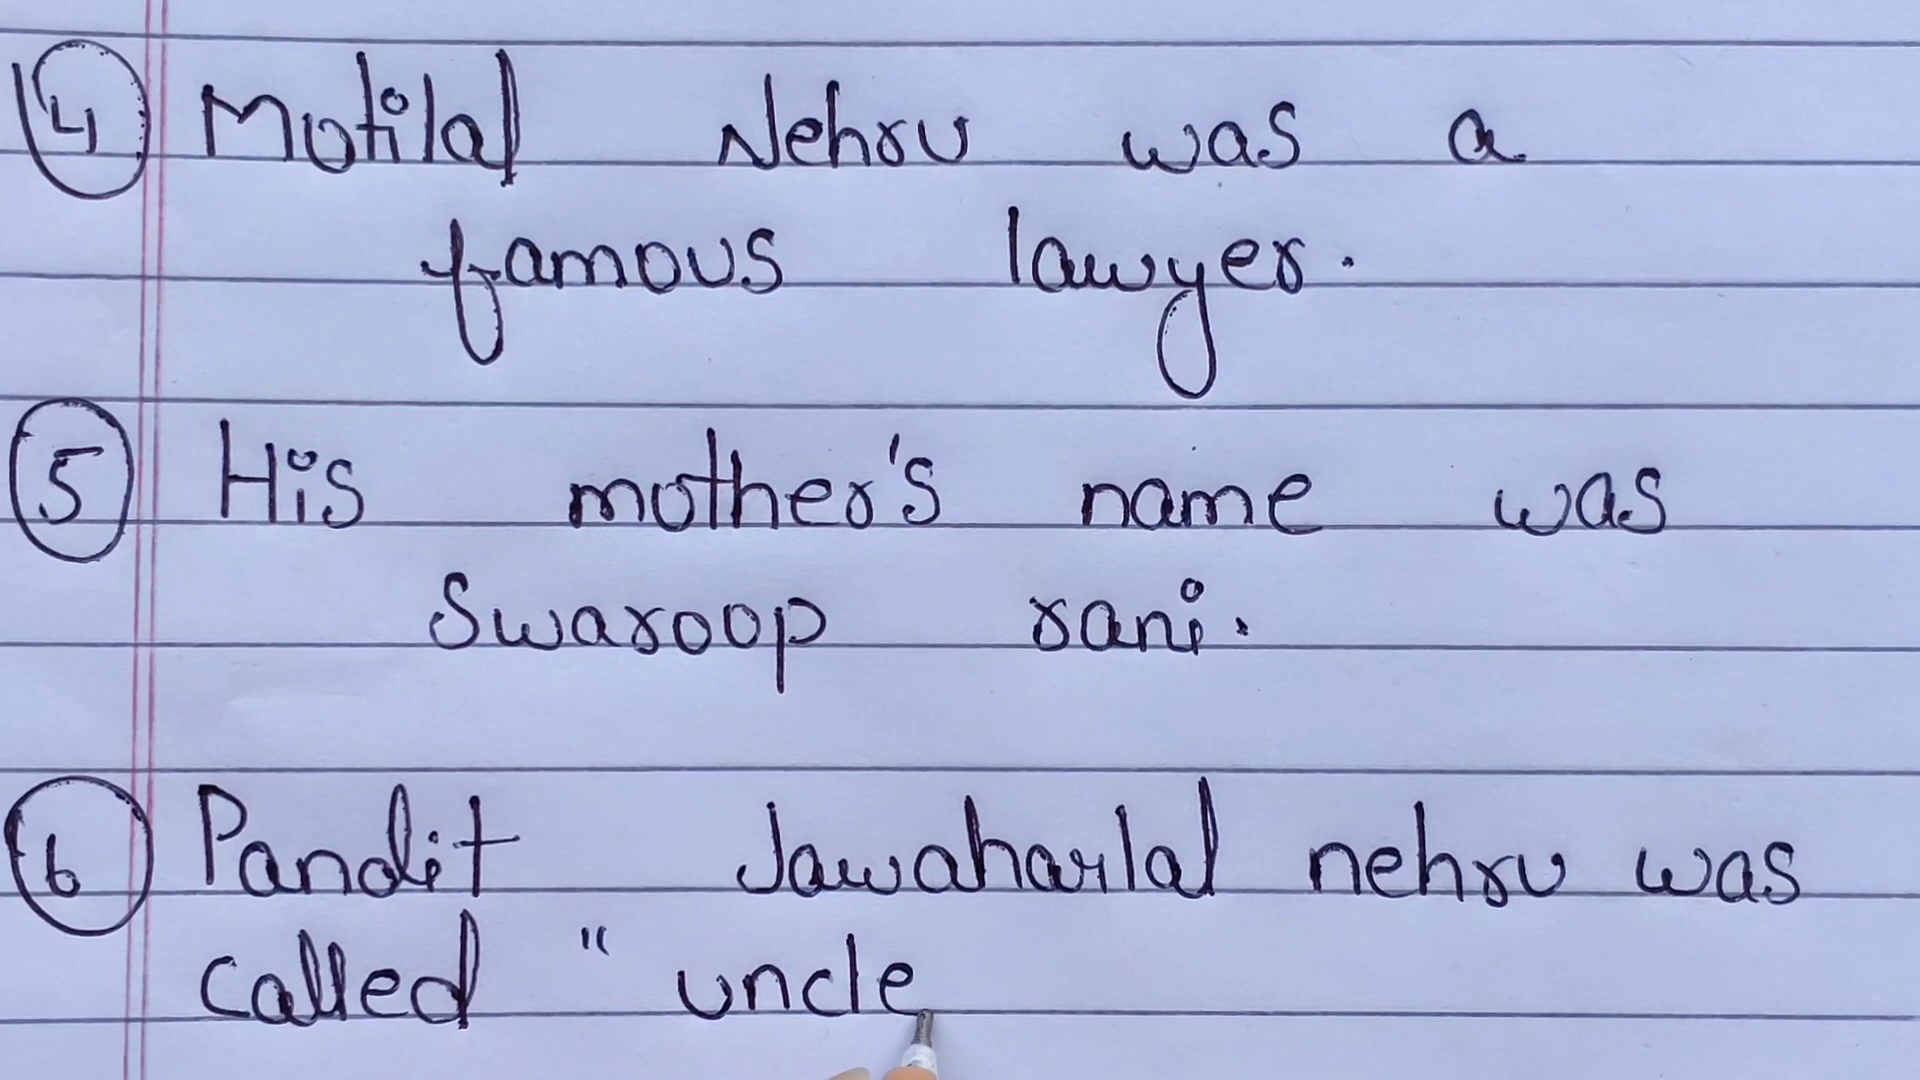 4 Motilal Nehru was a
famous lawyer.
5 His mother's name was
Swaroop rani.
6 Pandit Jawaharlal nehru was
called " uncle